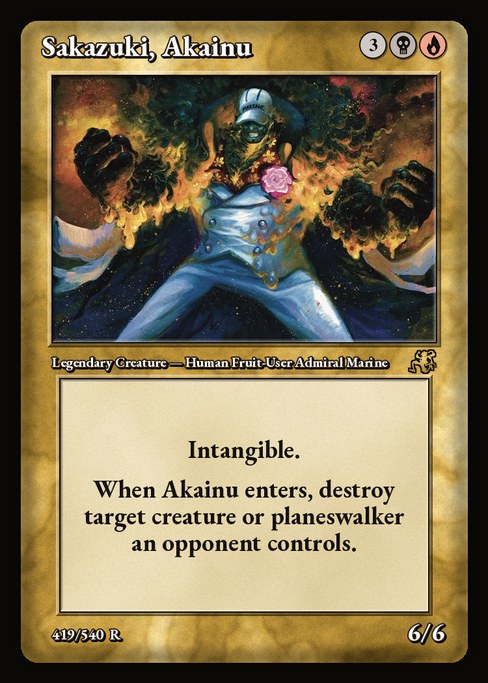 Sakazuki, Akainu
3
MARINE
Legendary Creature — Human Fruit-User Admiral Marine
Intangible.
When Akainu enters, destroy
target creature or planeswalker
an opponent controls.
419/540 R
6/6